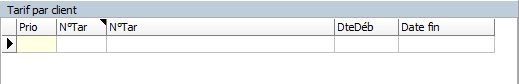 Tarif par client
Prio N°Tar N°Tar DteDéb Date fin